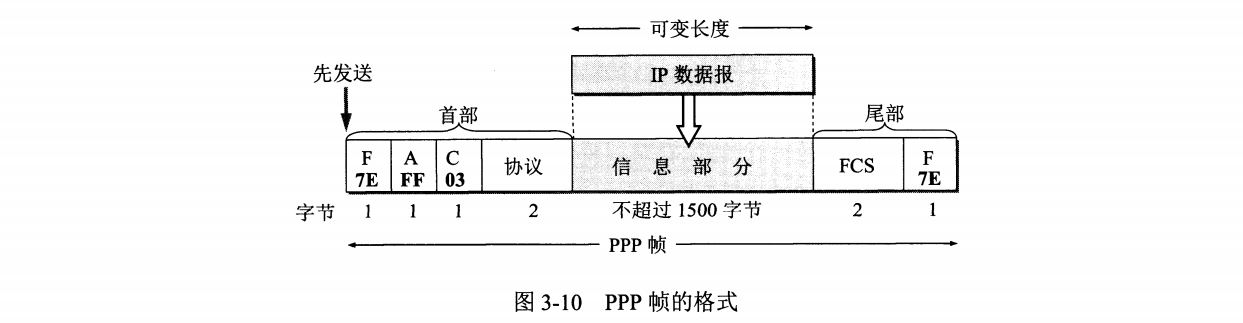 可变长度
IP 数据报
先发送
首部
尾部
F A C 协议 信息部分 FCS F
7E FF 03 7E
字节 1 1 1 2 不超过 1500 字节 2 1
PPP 帧
图 3-10 PPP 帧的格式